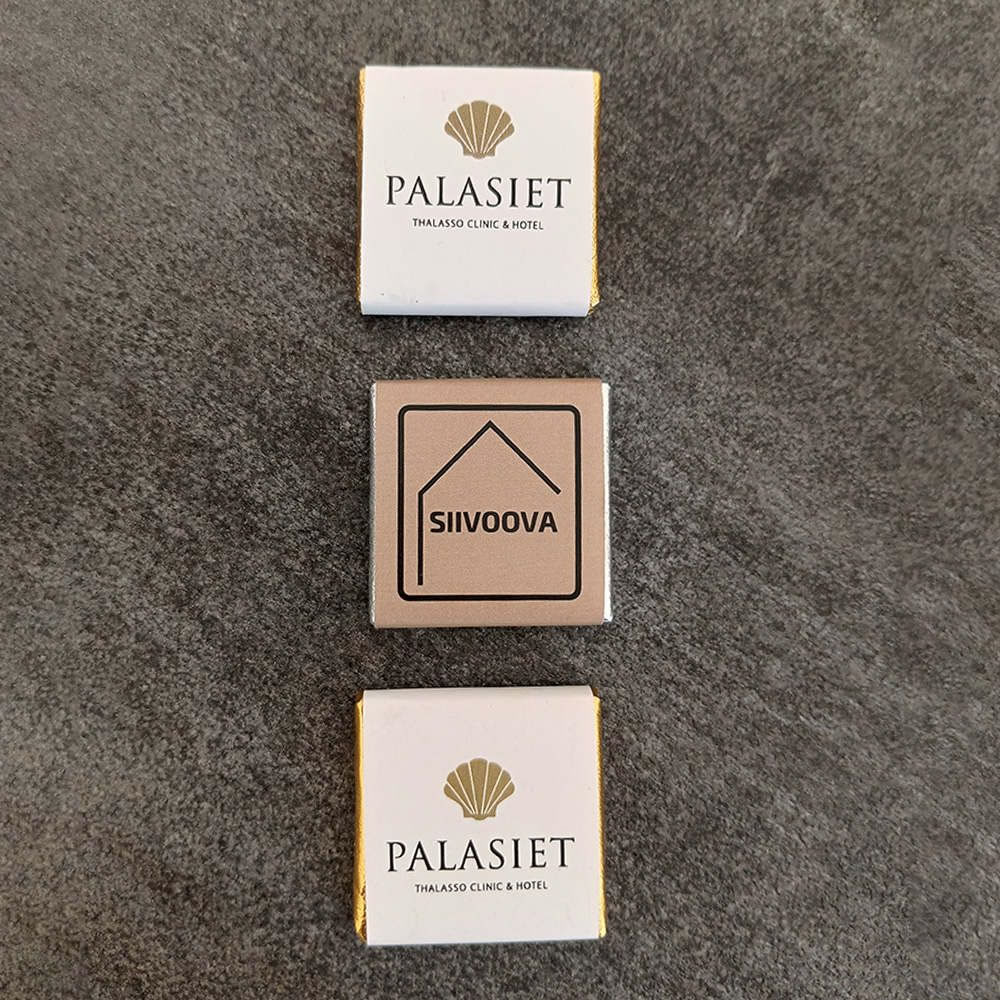 PALASIET
THALASSO CLINIC & HOTEL
SIIVOOVA
PALASIET
THALASSO CLINIC & HOTEL